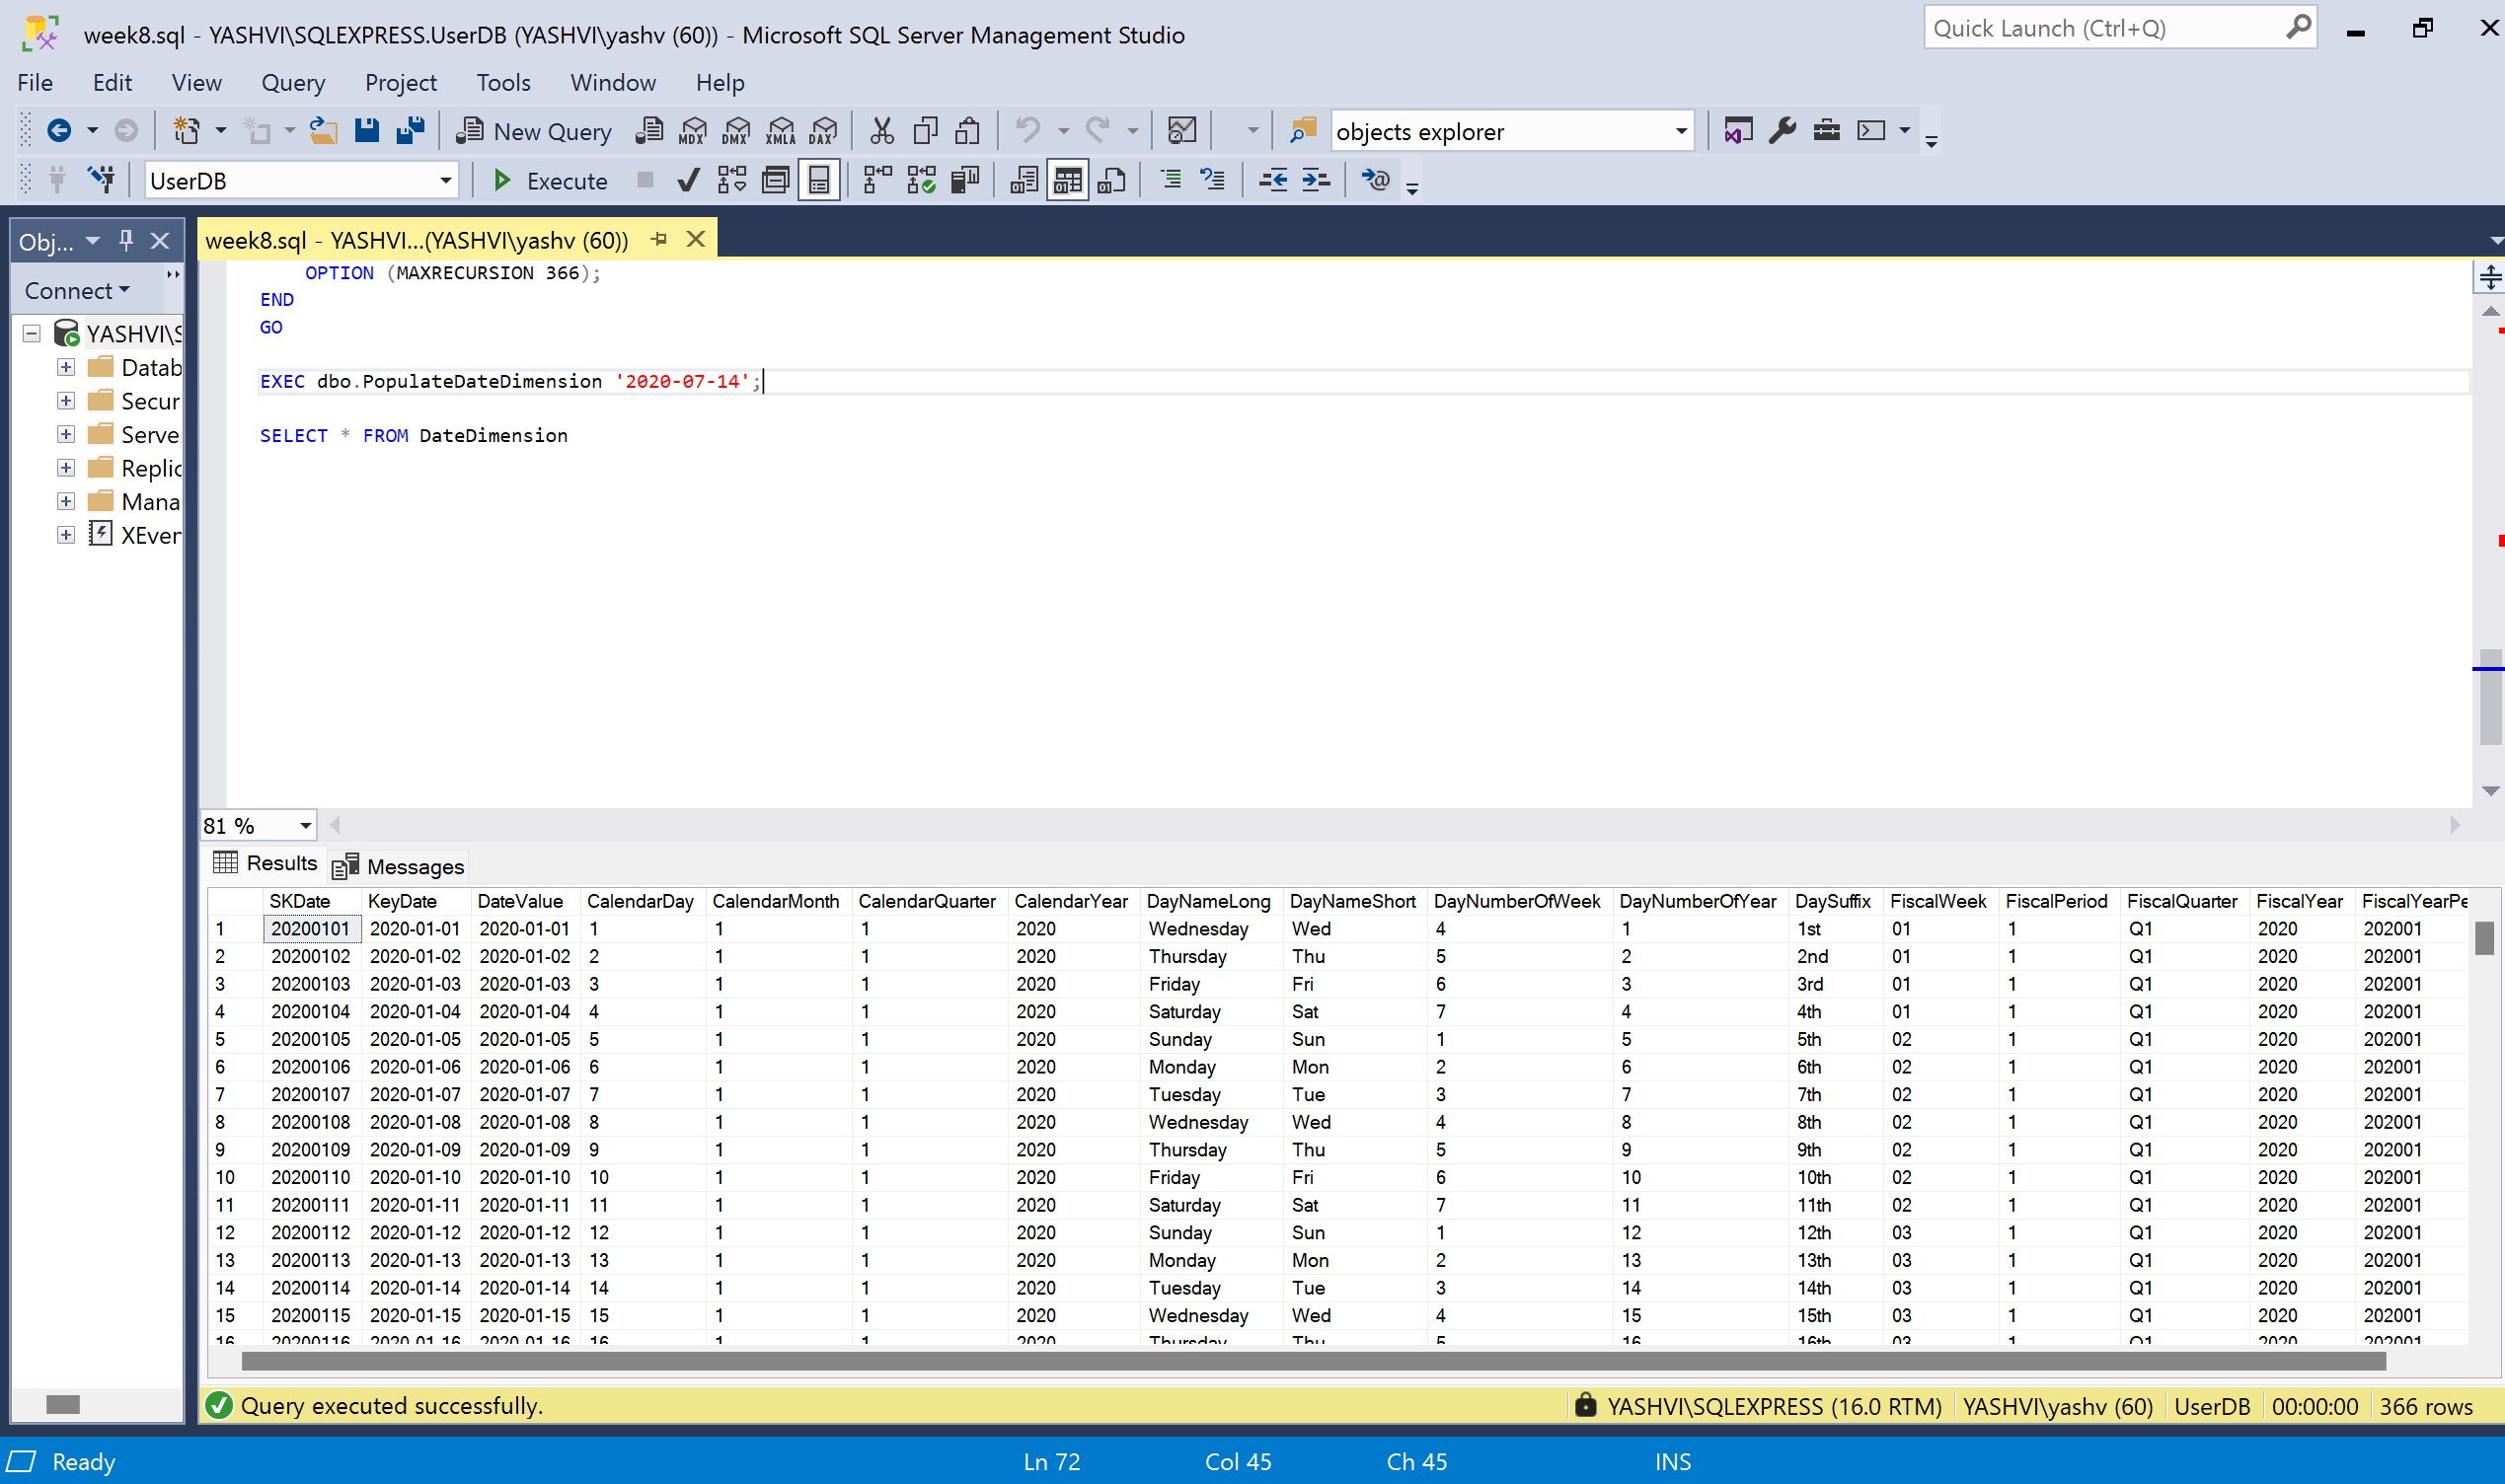 week8.sql - YASHVI\SQLEXPRESS.UserDB (YASHVI\yashv (60)) - Microsoft SQL Server Management Studio
Quick Launch (Ctrl+Q)
File Edit View Query Project Tools Window Help
New Query MDX DMX XMLA DAX objects explorer
UserDB Execute
Obj...
week8.sql - YASHVI...(YASHVI\yashv (60))
Connect
YASHVI\S
Datab
Secur
Serve
Replic
Mana
XEver
OPTION (MAXRECURSION 366);
END
GO
EXEC dbo.PopulateDateDimension '2020-07-14';
SELECT * FROM DateDimension
81 %
Results Messages
SKDate KeyDate DateValue CalendarDay CalendarMonth CalendarQuarter CalendarYear DayNameLong DayNameShort DayNumberOfWeek DayNumberOfYear DaySuffix FiscalWeek FiscalPeriod FiscalQuarter FiscalYear FiscalYearPe
1 20200101 2020-01-01 2020-01-01 1 1 1 2020 Wednesday Wed 4 1 1st 01 1 Q1 2020 202001
2 20200102 2020-01-02 2020-01-02 2 1 1 2020 Thursday Thu 5 2 2nd 01 1 Q1 2020 202001
3 20200103 2020-01-03 2020-01-03 3 1 1 2020 Friday Fri 6 3 3rd 01 1 Q1 2020 202001
4 20200104 2020-01-04 2020-01-04 4 1 1 2020 Saturday Sat 7 4 4th 01 1 Q1 2020 202001
5 20200105 2020-01-05 2020-01-05 5 1 1 2020 Sunday Sun 1 5 5th 02 1 Q1 2020 202001
6 20200106 2020-01-06 2020-01-06 6 1 1 2020 Monday Mon 2 6 6th 02 1 Q1 2020 202001
7 20200107 2020-01-07 2020-01-07 7 1 1 2020 Tuesday Tue 3 7 7th 02 1 Q1 2020 202001
8 20200108 2020-01-08 2020-01-08 8 1 1 2020 Wednesday Wed 4 8 8th 02 1 Q1 2020 202001
9 20200109 2020-01-09 2020-01-09 9 1 1 2020 Thursday Thu 5 9 9th 02 1 Q1 2020 202001
10 20200110 2020-01-10 2020-01-10 10 1 1 2020 Friday Fri 6 10 10th 02 1 Q1 2020 202001
11 20200111 2020-01-11 2020-01-11 11 1 1 2020 Saturday Sat 7 11 11th 02 1 Q1 2020 202001
12 20200112 2020-01-12 2020-01-12 12 1 1 2020 Sunday Sun 1 12 12th 03 1 Q1 2020 202001
13 20200113 2020-01-13 2020-01-13 13 1 1 2020 Monday Mon 2 13 13th 03 1 Q1 2020 202001
14 20200114 2020-01-14 2020-01-14 14 1 1 2020 Tuesday Tue 3 14 14th 03 1 Q1 2020 202001
15 20200115 2020-01-15 2020-01-15 15 1 1 2020 Wednesday Wed 4 15 15th 03 1 Q1 2020 202001
16 20200116 2020-01-16 2020-01-16 16 1 1 2020 Thursday Thu 5 16 16th 03 1 Q1 2020 202001
Query executed successfully. YASHVI\SQLEXPRESS (16.0 RTM) YASHVI\yashv (60) UserDB 00:00:00 366 rows
Ready Ln 72 Col 45 Ch 45 INS